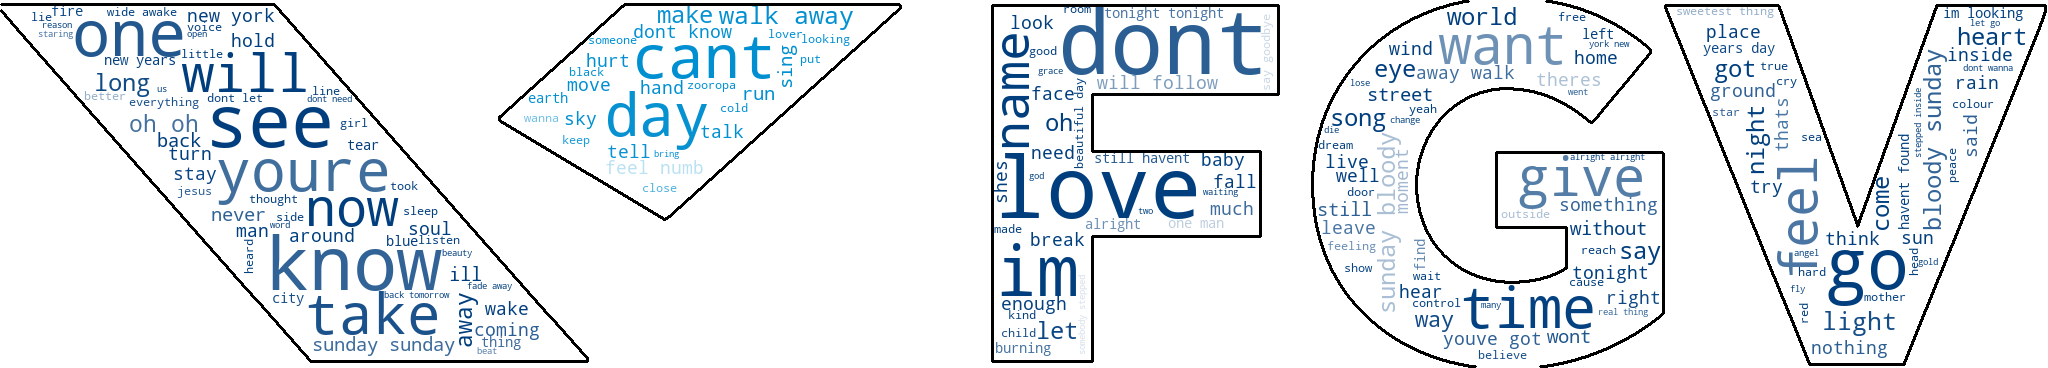 fire
wide awake
new york
lie
reason
staring
one
voice
open
hold
little
new years
will
long
us
line
better
everything
dont let
dont need
oh oh
see
girl
back
tear
turn
youre
stay
jesus
took
thought
now
never
side
sleep
word
man
around
soul
blue
listen
beauty
heard
know
ill
fade away
city
back tomorrow
take
away
wake
coming
thing
sunday sunday
beat
make
walk away
dont know
lover
someone
looking
cant
sing
hurt
put
black
move
hand
zooropa
run
earth
day
cold
wanna
sky
talk
keep
tell
bring
feel numb
close
room
tonight tonight
look
dont
say goodbye
name
good
grace
will follow
face
beautiful day
oh
need
still havent
baby
shes
god
love
fall
waiting
two
much
alright
one man
made
break
im
enough
kind
child
let
somebody stepped
burning
world
free
want
left
wind
york new
home
eye
away walk
theres
lose
went
street
yeah
song
change
die
dream
sunday bloody
moment
live
well
door
still
leave
feeling
find
show
wait
hear
control
many
time
way
youve got
wont
believe
alright alright
give
outside
something
without
reach
say
tonight
cause
right
real thing
sweetest thing
im looking
let go
place
heart
years day
inside
got
true
dont wanna
cry
rain
ground
bloody sunday
stepped inside
colour
star
night
thats
sea
said
havent found
peace
try
feel
come
think
sun
angel
hard
go
head
gold
fly
mother
red
light
nothing